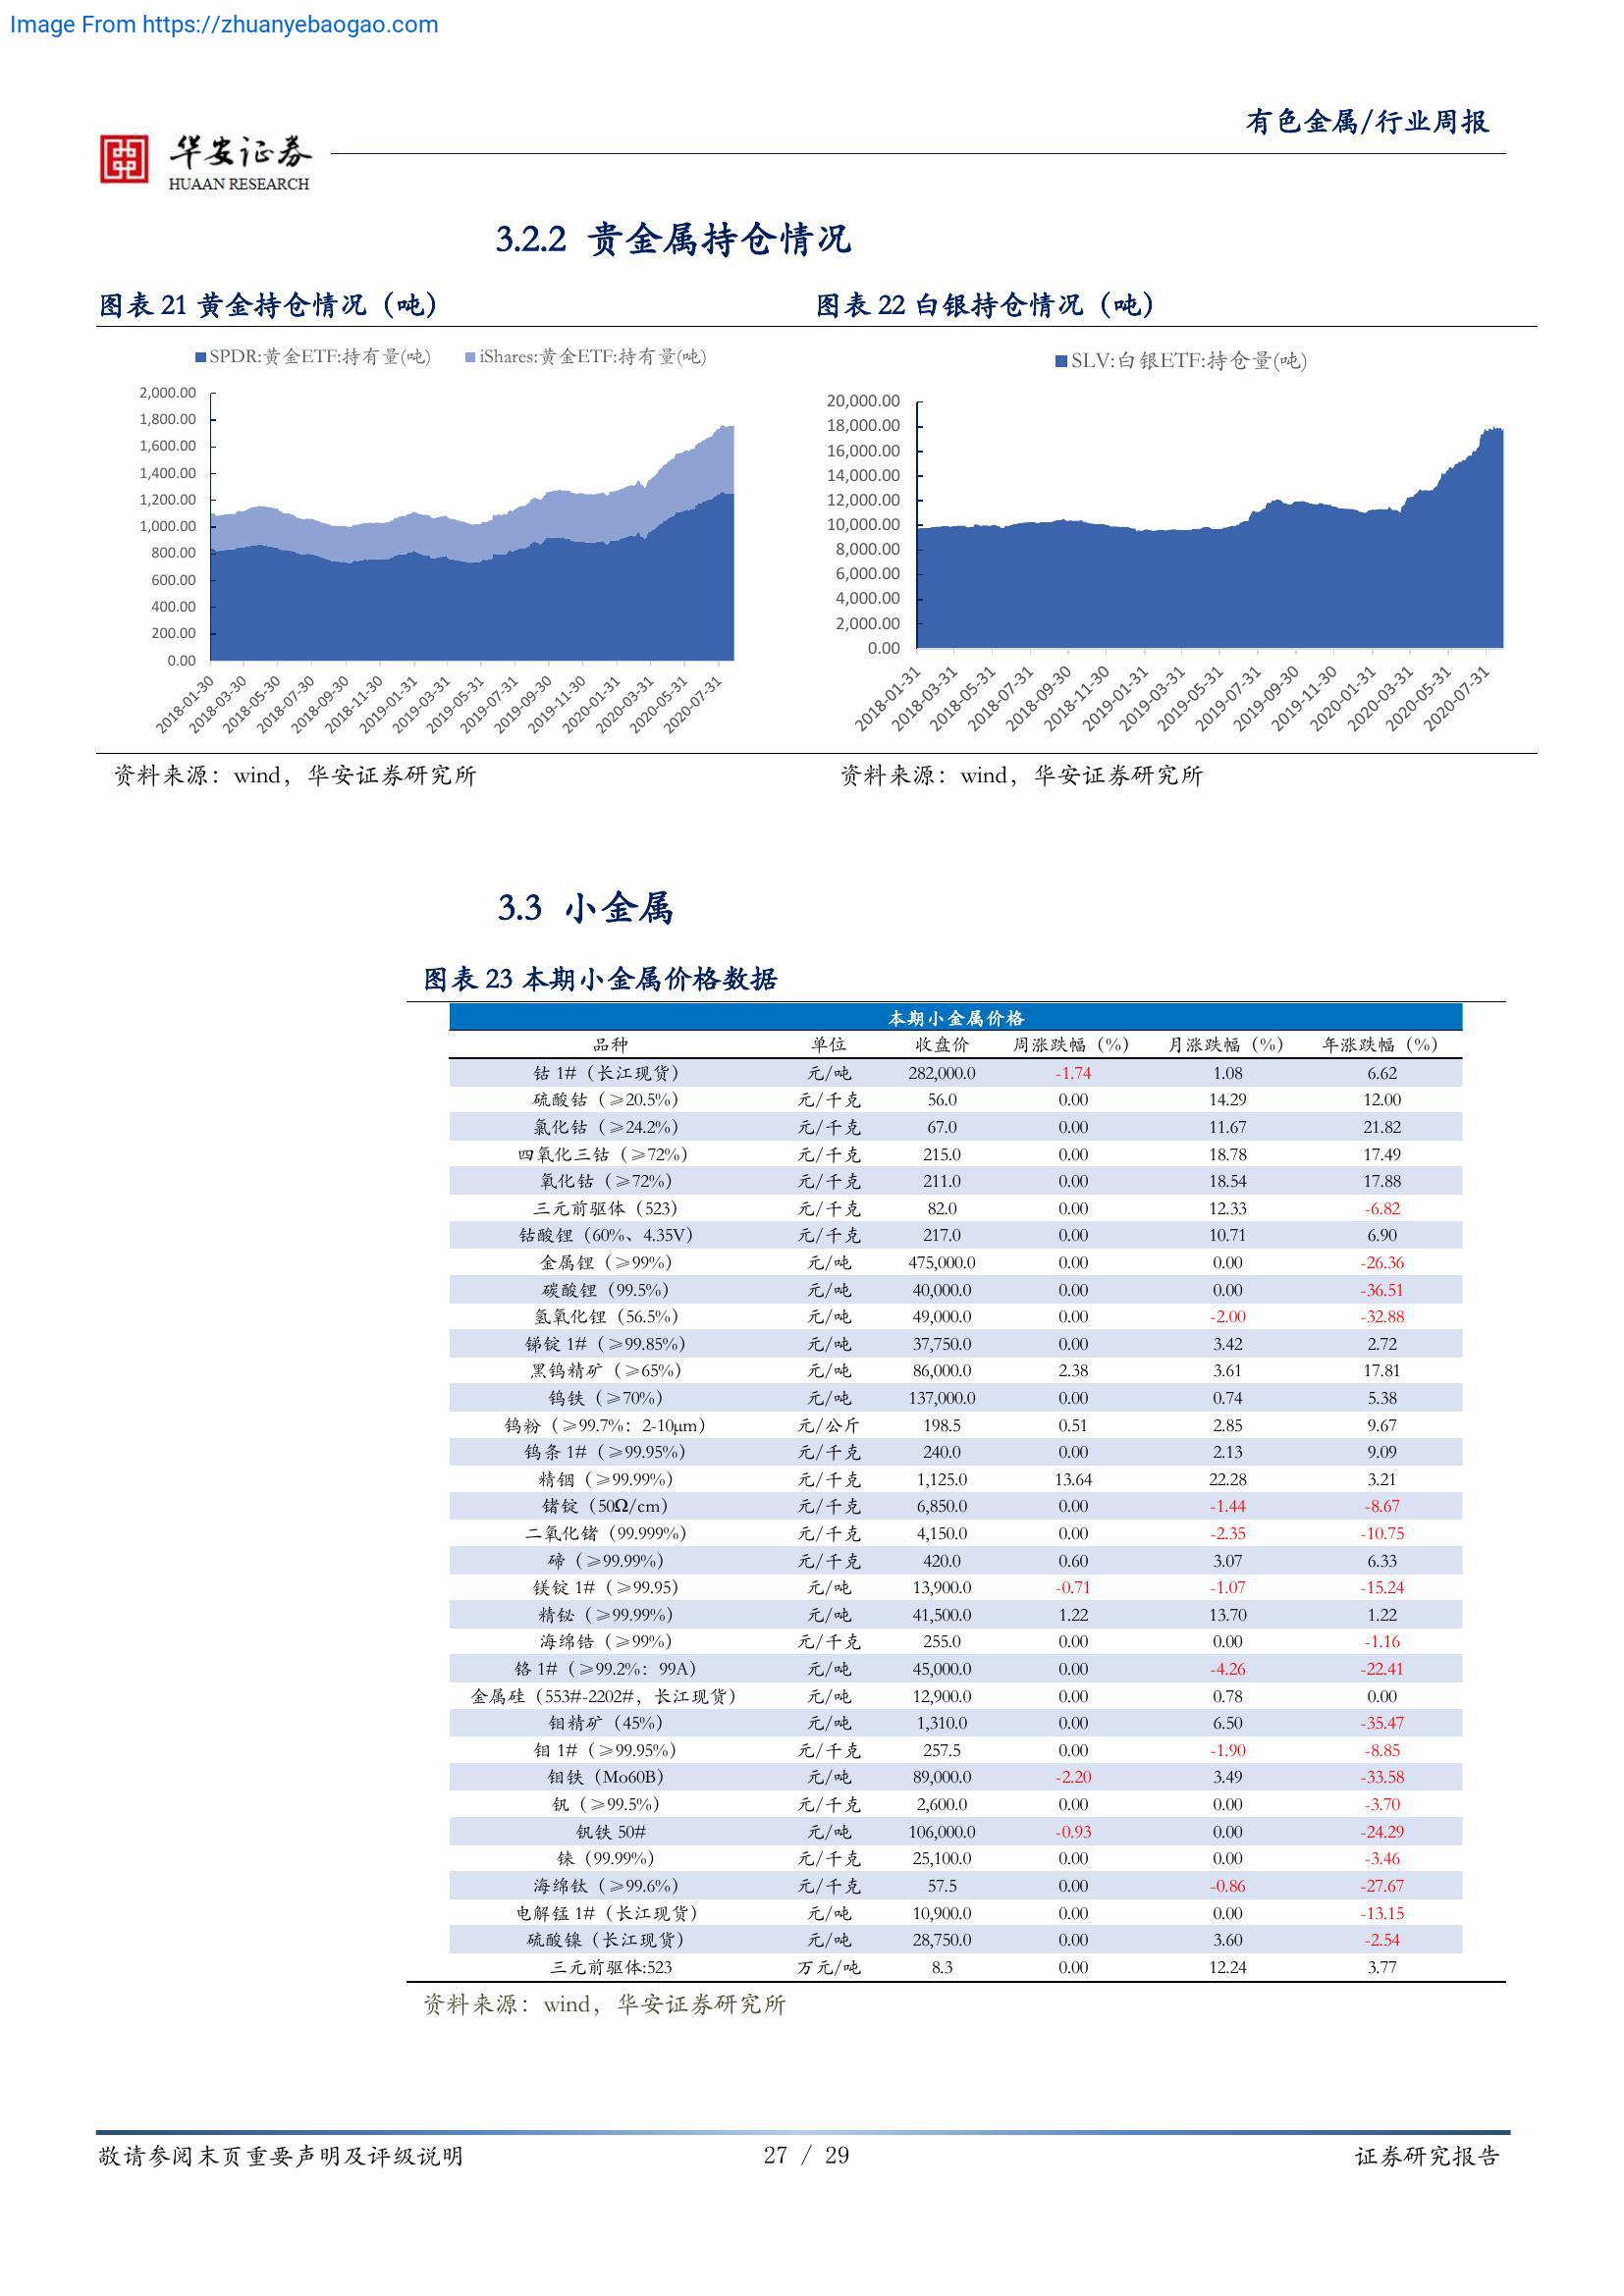 Image From https://zhuanyebaogao.com
有色金属/行业周报
华安证券
HUAAN RESEARCH
3.2.2 贵金属持仓情况
图表 21 黄金持仓情况（吨）
SPDR:黄金ETF:持有量(吨) iShares:黄金ETF:持有量(吨)
2,000.00
1,800.00
1,600.00
1,400.00
1,200.00
1,000.00
800.00
600.00
400.00
200.00
0.00
2018-01-30 2018-03-30 2018-05-30 2018-07-30 2018-09-30 2018-11-30 2019-01-31 2019-03-31 2019-05-31 2019-07-31 2019-09-30 2019-11-30 2020-01-31 2020-03-31 2020-05-31 2020-07-31
资料来源：wind，华安证券研究所
图表 22 白银持仓情况（吨）
SLV:白银ETF:持仓量(吨)
20,000.00
18,000.00
16,000.00
14,000.00
12,000.00
10,000.00
8,000.00
6,000.00
4,000.00
2,000.00
0.00
2018-01-31 2018-03-31 2018-05-31 2018-07-31 2018-09-30 2018-11-30 2019-01-31 2019-03-31 2019-05-31 2019-07-31 2019-09-30 2019-11-30 2020-01-31 2020-03-31 2020-05-31 2020-07-31
资料来源：wind，华安证券研究所
3.3 小金属
图表 23 本期小金属价格数据
本期小金属价格
品种 单位 收盘价 周涨跌幅（%） 月涨跌幅（%） 年涨跌幅（%）
钴 1#（长江现货） 元/吨 282,000.0 -1.74 1.08 6.62
硫酸钴（≥20.5%） 元/千克 56.0 0.00 14.29 12.00
氯化钴（≥24.2%） 元/千克 67.0 0.00 11.67 21.82
四氧化三钴（≥72%） 元/千克 215.0 0.00 18.78 17.49
氧化钴（≥72%） 元/千克 211.0 0.00 18.54 17.88
三元前驱体（523） 元/千克 82.0 0.00 12.33 -6.82
钴酸锂（60%、4.35V） 元/千克 217.0 0.00 10.71 6.90
金属锂（≥99%） 元/吨 475,000.0 0.00 0.00 -26.36
碳酸锂（99.5%） 元/吨 40,000.0 0.00 0.00 -36.51
氢氧化锂（56.5%） 元/吨 49,000.0 0.00 -2.00 -32.88
锑锭 1#（≥99.85%） 元/吨 37,750.0 0.00 3.42 2.72
黑钨精矿（≥65%） 元/吨 86,000.0 2.38 3.61 17.81
钨铁（≥70%） 元/吨 137,000.0 0.00 0.74 5.38
钨粉（≥99.7%：2-10μm） 元/公斤 198.5 0.51 2.85 9.67
钨条 1#（≥99.95%） 元/千克 240.0 0.00 2.13 9.09
精铟（≥99.99%） 元/千克 1,125.0 13.64 22.28 3.21
锗锭（50Ω/cm） 元/千克 6,850.0 0.00 -1.44 -8.67
二氧化锗（99.999%） 元/千克 4,150.0 0.00 -2.35 -10.75
碲（≥99.99%） 元/千克 420.0 0.60 3.07 6.33
镁锭 1#（≥99.95） 元/吨 13,900.0 -0.71 -1.07 -15.24
精铋（≥99.99%） 元/吨 41,500.0 1.22 13.70 1.22
海绵锆（≥99%） 元/千克 255.0 0.00 0.00 -1.16
铬 1#（≥99.2%：99A） 元/吨 45,000.0 0.00 -4.26 -22.41
金属硅（553#-2202#，长江现货） 元/吨 12,900.0 0.00 0.78 0.00
钼精矿（45%） 元/吨 1,310.0 0.00 6.50 -35.47
钼 1#（≥99.95%） 元/千克 257.5 0.00 -1.90 -8.85
钼铁（Mo60B） 元/吨 89,000.0 -2.20 3.49 -33.58
钒（≥99.5%） 元/千克 2,600.0 0.00 0.00 -3.70
钒铁 50# 元/吨 106,000.0 -0.93 0.00 -24.29
铼（99.99%） 元/千克 25,100.0 0.00 0.00 -3.46
海绵钛（≥99.6%） 元/千克 57.5 0.00 -0.86 -27.67
电解锰 1#（长江现货） 元/吨 10,900.0 0.00 0.00 -13.15
硫酸镍（长江现货） 元/吨 28,750.0 0.00 3.60 -2.54
三元前驱体:523 万元/吨 8.3 0.00 12.24 3.77
资料来源：wind，华安证券研究所
敬请参阅末页重要声明及评级说明 27 / 29 证券研究报告